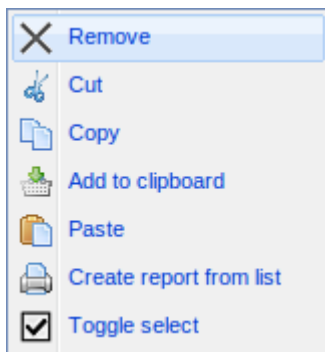 Remove
Cut
Copy
Add to clipboard
Paste
Create report from list
Toggle select